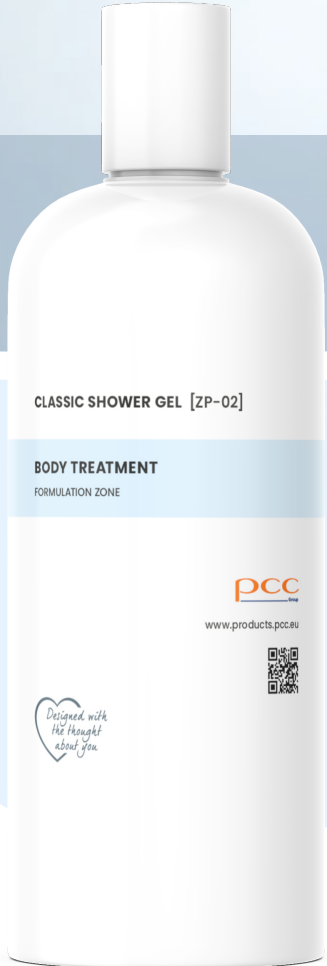 CLASSIC SHOWER GEL [ZP-02]
BODY TREATMENT
FORMULATION ZONE
pcc
Group
www.products.pcc.eu
Designed with
the thought
about you